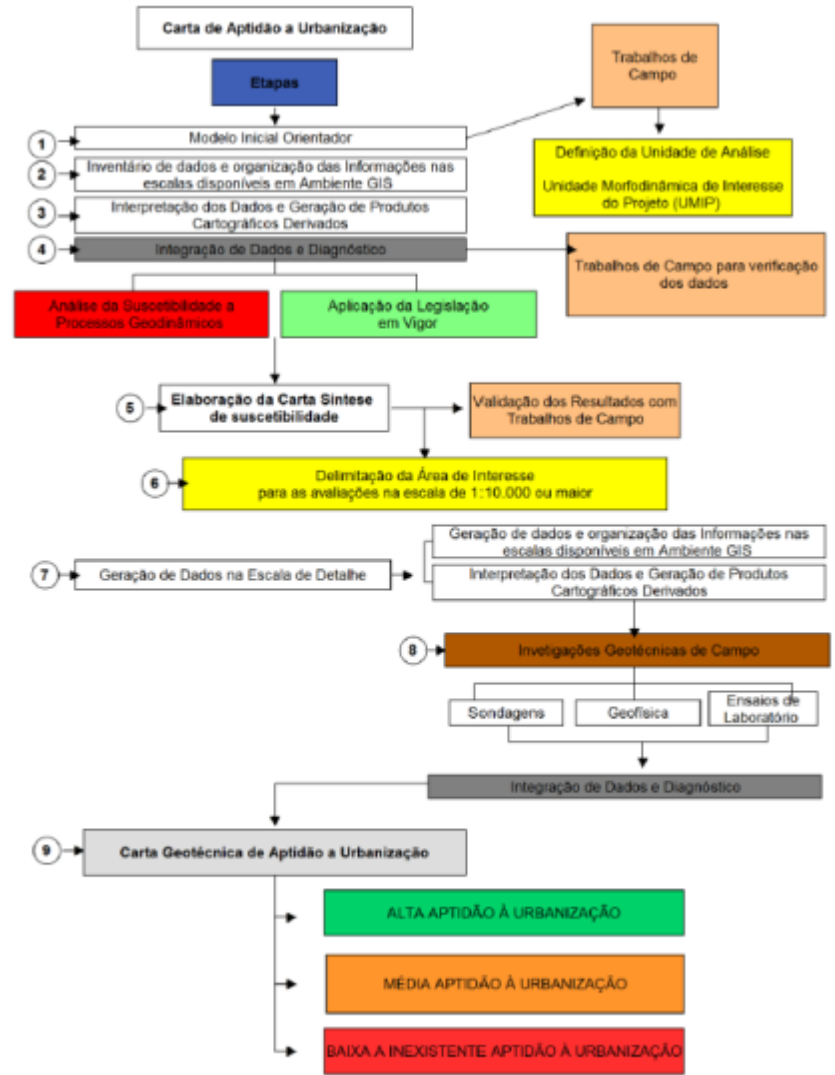 Carta de Aptidão a Urbanização
Etapas
Trabalhos de
Campo
1
Modelo Inicial Orientador
Definição da Unidade de Análise
Unidade Morfodinâmica de Interesse
do Projeto (UMIP)
2
Inventário de dados e organização das Informações nas
escalas disponíveis em Ambiente GIS
3
Interpretação dos Dados e Geração de Produtos
Cartográficos Derivados
4
Integração de Dados e Diagnóstico
Trabalhos de Campo para verificação
dos dados
Análise da Suscetibilidade a
Processos Geodinâmicos
Aplicação da Legislação
em Vigor
5
Elaboração da Carta Síntese
de suscetibilidade
Validação dos Resultados com
Trabalhos de Campo
6
Delimitação da Área de Interesse
para as avaliações na escala de 1:10.000 ou maior
7
Geração de Dados na Escala de Detalhe
Geração de dados e organização das Informações nas
escalas disponíveis em Ambiente GIS
Interpretação dos Dados e Geração de Produtos
Cartográficos Derivados
8
Invetigações Geotécnicas de Campo
Sondagens
Geofísica
Ensaios de
Laboratório
Integração de Dados e Diagnóstico
9
Carta Geotécnica de Aptidão a Urbanização
ALTA APTIDÃO À URBANIZAÇÃO
MÉDIA APTIDÃO À URBANIZAÇÃO
BAIXA A INEXISTENTE APTIDÃO À URBANIZAÇÃO